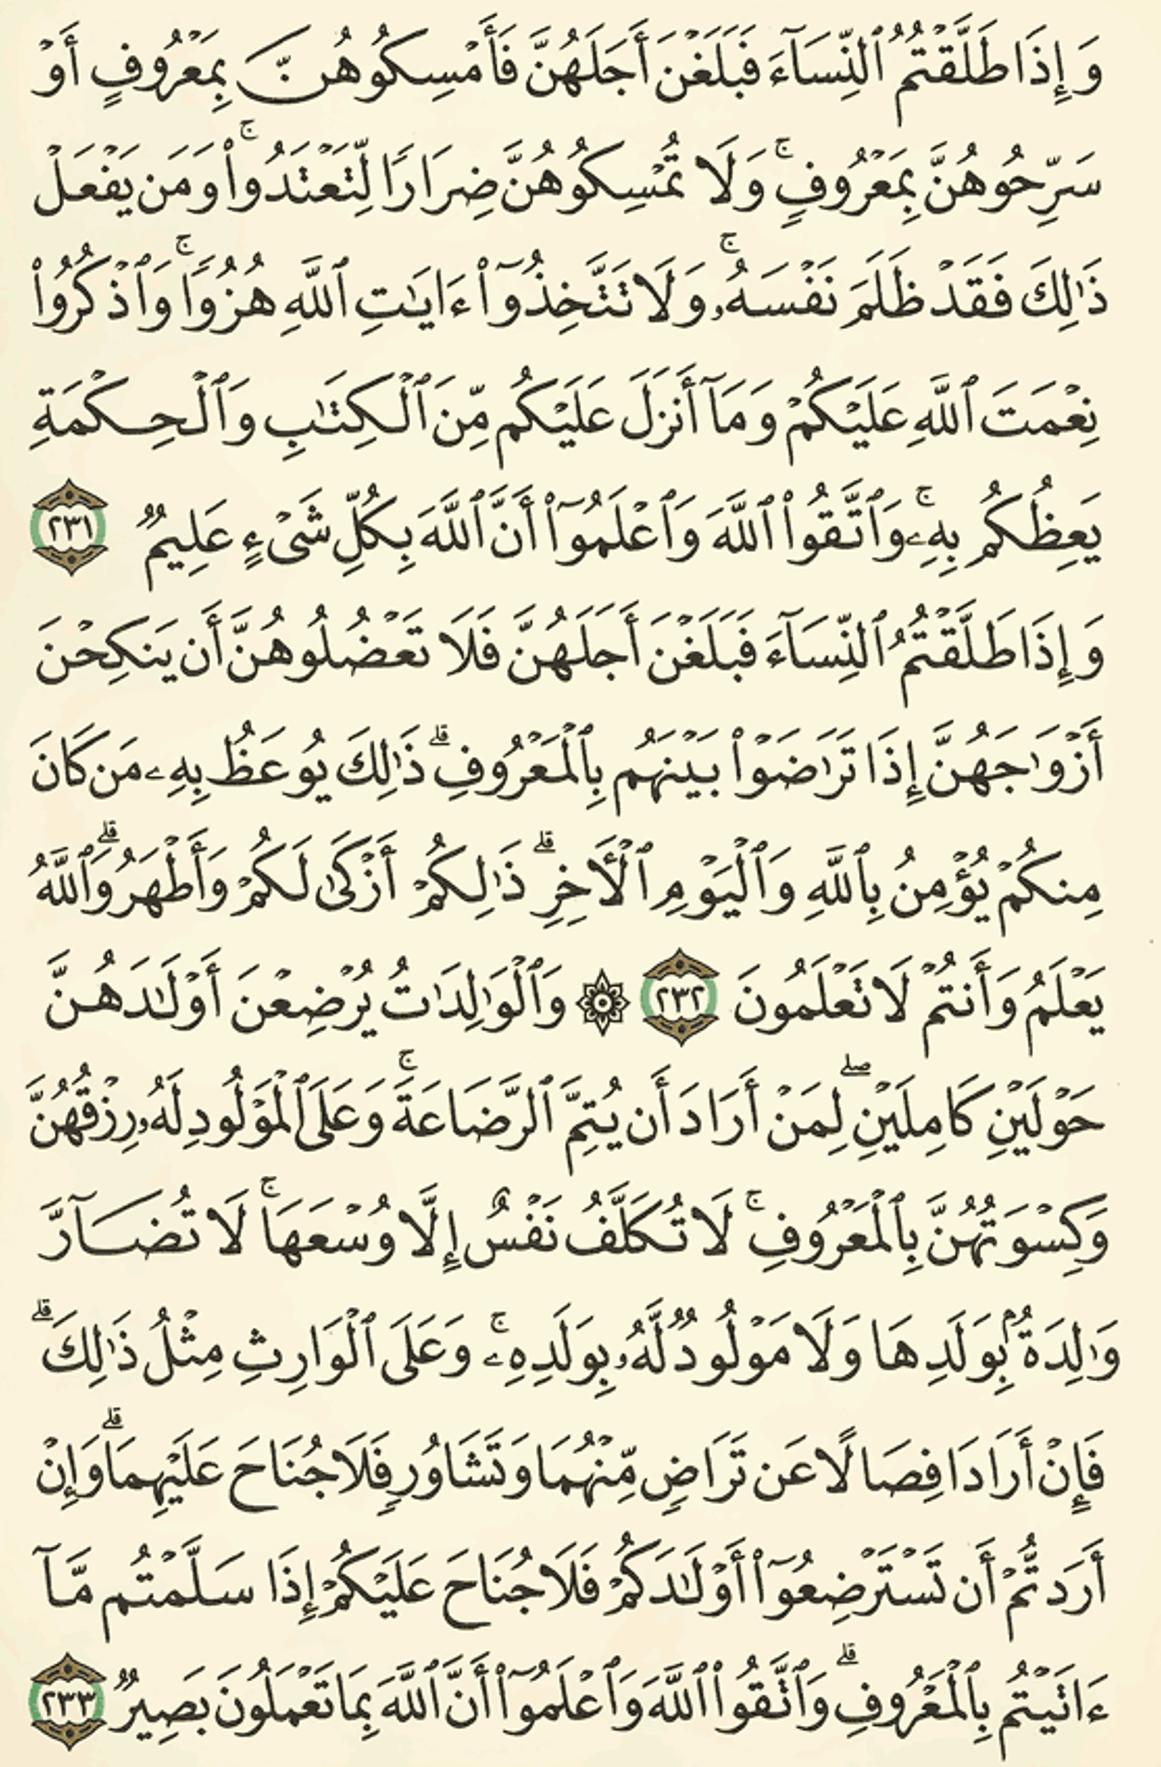 وَإِذَا طَلَّقْتُمُ ٱلنِّسَآءَ فَبَلَغْنَ أَجَلَهُنَّ فَأَمْسِكُوهُنَّ بِمَعْرُوفٍ أَوْ
سَرِّحُوهُنَّ بِمَعْرُوفٍۚ وَلَا تُمْسِكُوهُنَّ ضِرَارًا لِّتَعْتَدُوا۟ۚ وَمَن يَفْعَلْ
ذَٰلِكَ فَقَدْ ظَلَمَ نَفْسَهُۥۚ وَلَا تَتَّخِذُوٓا۟ ءَايَٰتِ ٱللَّهِ هُزُوًاۚ وَٱذْكُرُوا۟
نِعْمَتَ ٱللَّهِ عَلَيْكُمْ وَمَآ أَنزَلَ عَلَيْكُم مِّنَ ٱلْكِتَٰبِ وَٱلْحِكْمَةِ
يَعِظُكُم بِهِۦۚ وَٱتَّقُوا۟ ٱللَّهَ وَٱعْلَمُوٓا۟ أَنَّ ٱللَّهَ بِكُلِّ شَىْءٍ عَلِيمٌ ٢٣١
وَإِذَا طَلَّقْتُمُ ٱلنِّسَآءَ فَبَلَغْنَ أَجَلَهُنَّ فَلَا تَعْضُلُوهُنَّ أَن يَنكِحْنَ
أَزْوَٰجَهُنَّ إِذَا تَرَٰضَوْا۟ بَيْنَهُم بِٱلْمَعْرُوفِۗ ذَٰلِكَ يُوعَظُ بِهِۦ مَن كَانَ
مِنكُمْ يُؤْمِنُ بِٱللَّهِ وَٱلْيَوْمِ ٱلْءَاخِرِۗ ذَٰلِكُمْ أَزْكَىٰ لَكُمْ وَأَطْهَرُۗ وَٱللَّهُ
يَعْلَمُ وَأَنتُمْ لَا تَعْلَمُونَ ٢٣٢ ۞ وَٱلْوَٰلِدَٰتُ يُرْضِعْنَ أَوْلَٰدَهُنَّ
حَوْلَيْنِ كَامِلَيْنِۖ لِمَنْ أَرَادَ أَن يُتِمَّ ٱلرَّضَاعَةَۚ وَعَلَى ٱلْمَوْلُودِ لَهُۥ رِزْقُهُنَّ
وَكِسْوَتُهُنَّ بِٱلْمَعْرُوفِۚ لَا تُكَلَّفُ نَفْسٌ إِلَّا وُسْعَهَاۚ لَا تُضَآرَّ
وَٰلِدَةٌۢ بِوَلَدِهَا وَلَا مَوْلُودٌ لَّهُۥ بِوَلَدِهِۦۚ وَعَلَى ٱلْوَارِثِ مِثْلُ ذَٰلِكَۗ
فَإِنْ أَرَادَا فِصَالًا عَن تَرَاضٍ مِّنْهُمَا وَتَشَاوُرٍ فَلَا جُنَاحَ عَلَيْهِمَاۗ وَإِنْ
أَرَدتُّمْ أَن تَسْتَرْضِعُوٓا۟ أَوْلَٰدَكُمْ فَلَا جُنَاحَ عَلَيْكُمْ إِذَا سَلَّمْتُم مَّآ
ءَاتَيْتُم بِٱلْمَعْرُوفِۗ وَٱتَّقُوا۟ ٱللَّهَ وَٱعْلَمُوٓا۟ أَنَّ ٱللَّهَ بِمَا تَعْمَلُونَ بَصِيرٌ ٢٣٣